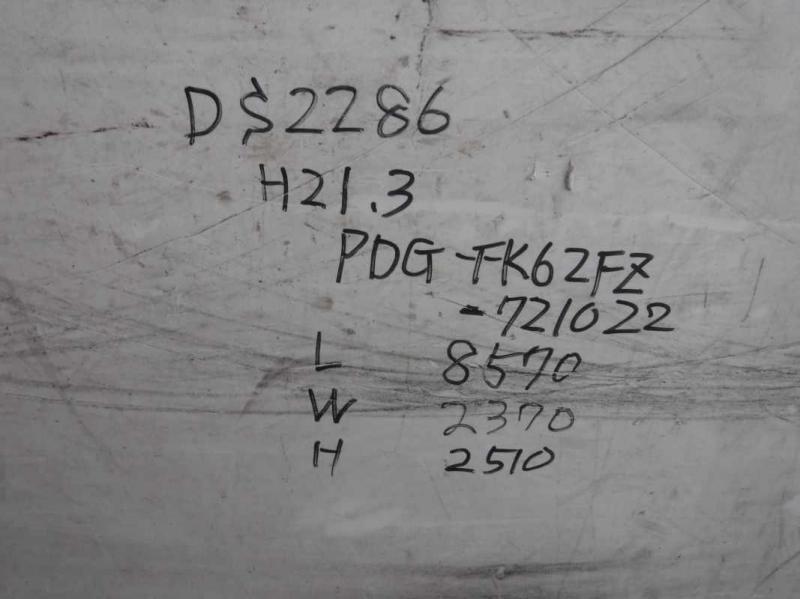 DS2286
H21.3
PDG-FK62FZ
-721022
L 8570
W 2370
H 2510